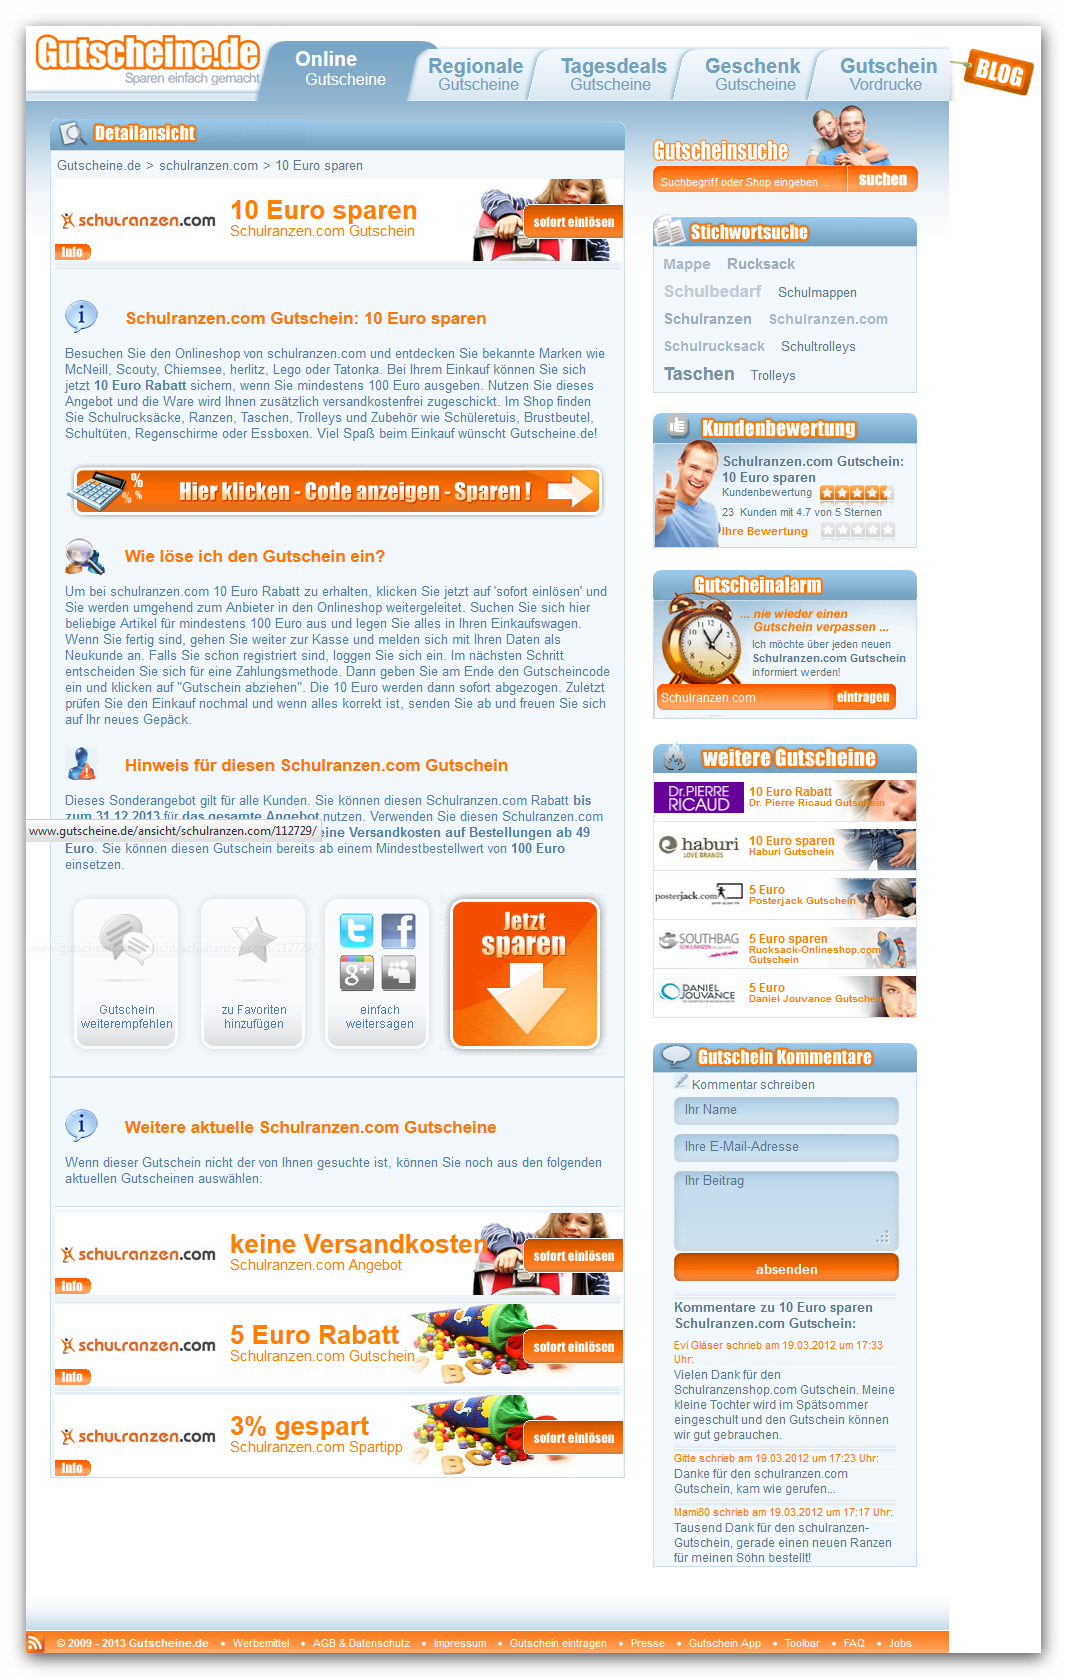 Gutscheine.de
Sparen einfach gemacht
Online
Gutscheine
Regionale
Gutscheine
Tagesdeals
Gutscheine
Geschenk
Gutscheine
Gutschein
Vordrucke
BLOG
Detailansicht
Gutscheine.de > schulranzen.com > 10 Euro sparen
schulranzen.com
10 Euro sparen
Schulranzen.com Gutschein
sofort einlösen
Info
Schulranzen.com Gutschein: 10 Euro sparen
Besuchen Sie den Onlineshop von schulranzen.com und entdecken Sie bekannte Marken wie
McNeill, Scouty, Chiemsee, herlitz, Lego oder Tatonka. Bei Ihrem Einkauf können Sie sich
jetzt 10 Euro Rabatt sichern, wenn Sie mindestens 100 Euro ausgeben. Nutzen Sie dieses
Angebot und die Ware wird Ihnen zusätzlich versandkostenfrei zugeschickt. Im Shop finden
Sie Schulrucksäcke, Ranzen, Taschen, Trolleys und Zubehör wie Schüleretuis, Brustbeutel,
Schultüten, Regenschirme oder Essboxen. Viel Spaß beim Einkauf wünscht Gutscheine.de!
% % %
Hier klicken - Code anzeigen - Sparen !
Wie löse ich den Gutschein ein?
Um bei schulranzen.com 10 Euro Rabatt zu erhalten, klicken Sie jetzt auf 'sofort einlösen' und
Sie werden umgehend zum Anbieter in den Onlineshop weitergeleitet. Suchen Sie sich hier
beliebige Artikel für mindestens 100 Euro aus und legen Sie alles in Ihren Einkaufswagen.
Wenn Sie fertig sind, gehen Sie weiter zur Kasse und melden sich mit Ihren Daten als
Neukunde an. Falls Sie schon registriert sind, loggen Sie sich ein. Im nächsten Schritt
entscheiden Sie sich für eine Zahlungsmethode. Dann geben Sie am Ende den Gutscheincode
ein und klicken auf "Gutschein abziehen". Die 10 Euro werden dann sofort abgezogen. Zuletzt
prüfen Sie den Einkauf nochmal und wenn alles korrekt ist, senden Sie ab und freuen Sie sich
auf Ihr neues Gepäck.
Hinweis für diesen Schulranzen.com Gutschein
Dieses Sonderangebot gilt für alle Kunden. Sie können diesen Schulranzen.com Rabatt bis
zum 31.12.2013 für das gesamte Angebot nutzen. Verwenden Sie diesen Schulranzen.com
www.gutscheine.de/ansicht/schulranzen.com/112729/ eine Versandkosten auf Bestellungen ab 49
Euro. Sie können diesen Gutschein bereits ab einem Mindestbestellwert von 100 Euro
einsetzen.
www.gutscheine.de/ansicht/schulranzen.com/112729/
Gutschein
weiterempfehlen
zu Favoriten
hinzufügen
einfach
weitersagen
Jetzt
sparen
Weitere aktuelle Schulranzen.com Gutscheine
Wenn dieser Gutschein nicht der von Ihnen gesuchte ist, können Sie noch aus den folgenden
aktuellen Gutscheinen auswählen:
schulranzen.com
keine Versandkosten
Schulranzen.com Angebot
sofort einlösen
Info
schulranzen.com
5 Euro Rabatt
Schulranzen.com Gutschein
sofort einlösen
Info
schulranzen.com
3% gespart
Schulranzen.com Spartipp
sofort einlösen
Info
Gutscheinsuche
Suchbegriff oder Shop eingeben ...
suchen
Stichwortsuche
Mappe Rucksack
Schulbedarf Schulmappen
Schulranzen Schulranzen.com
Schulrucksack Schultrolleys
Taschen Trolleys
Kundenbewertung
Schulranzen.com Gutschein:
10 Euro sparen
Kundenbewertung
23 Kunden mit 4.7 von 5 Sternen
Ihre Bewertung
Gutscheinalarm
... nie wieder einen
Gutschein verpassen ...
Ich möchte über jeden neuen
Schulranzen.com Gutschein
informiert werden!
Schulranzen.com
eintragen
weitere Gutscheine
Dr.PIERRE
RICAUD
10 Euro Rabatt
Dr. Pierre Ricaud Gutschein
haburi
LOVE BRANDS
10 Euro sparen
Haburi Gutschein
posterjack.com
5 Euro
Posterjack Gutschein
SOUTHBAG
5 Euro sparen
Rucksack-Onlineshop.com
Gutschein
DANIEL
JOUVANCE
5 Euro
Daniel Jouvance Gutschein
Gutschein Kommentare
Kommentar schreiben
Ihr Name
Ihre E-Mail-Adresse
Ihr Beitrag
absenden
Kommentare zu 10 Euro sparen
Schulranzen.com Gutschein:
Evi Gläser schrieb am 19.03.2012 um 17:33
Uhr:
Vielen Dank für den
Schulranzenshop.com Gutschein. Meine
kleine Tochter wird im Spätsommer
eingeschult und den Gutschein können
wir gut gebrauchen.
Gitte schrieb am 19.03.2012 um 17:23 Uhr:
Danke für den schulranzen.com
Gutschein, kam wie gerufen...
Mami80 schrieb am 19.03.2012 um 17:17 Uhr:
Tausend Dank für den schulranzen-
Gutschein, gerade einen neuen Ranzen
für meinen Sohn bestellt!
© 2009 - 2013 Gutscheine.de • Werbemittel • AGB & Datenschutz • Impressum • Gutschein eintragen • Presse • Gutschein App • Toolbar • FAQ • Jobs